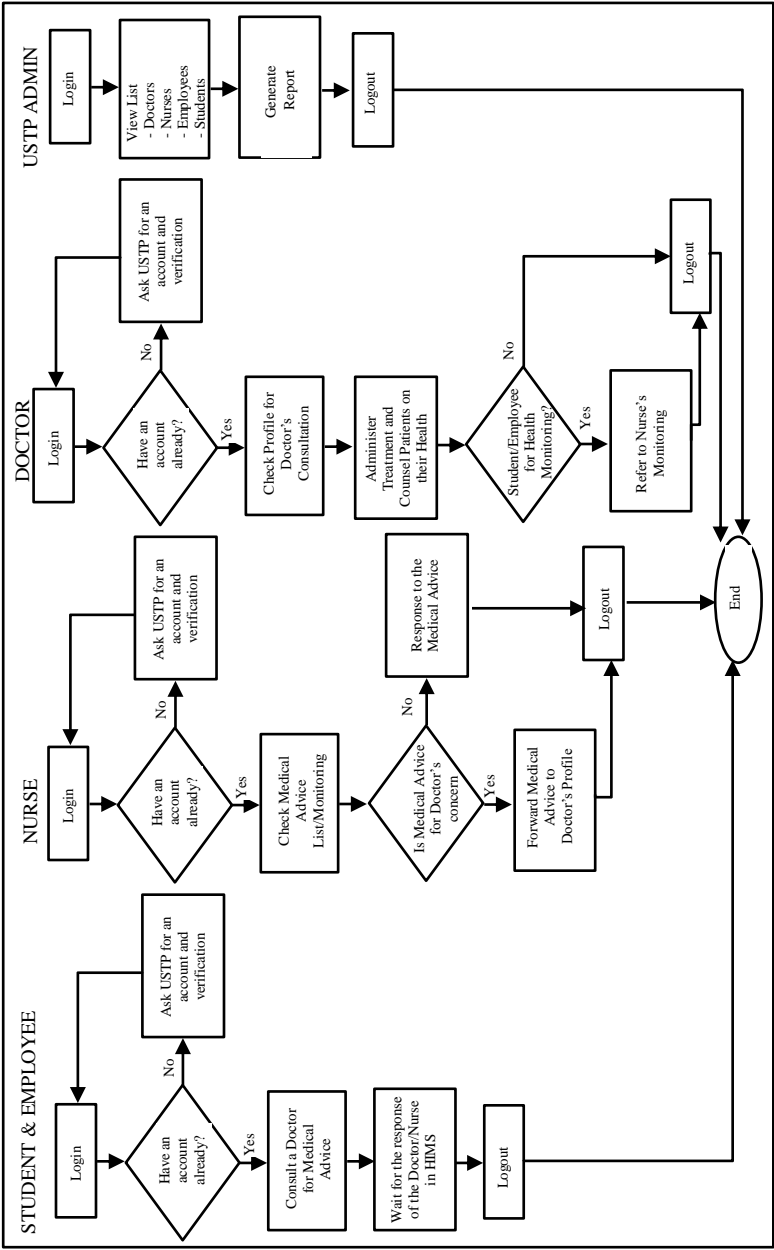 STUDENT & EMPLOYEE
Login
Have an
account
already?
No
Ask USTP for an
account and
verification
Yes
Consult a Doctor
for Medical
Advice
Wait for the response
of the Doctor/Nurse
in HIMS
Logout
NURSE
Login
Have an
account
already?
No
Ask USTP for an
account and
verification
Yes
Check Medical
Advice
List/Monitoring
Is Medical Advice
for Doctor's
concern
No
Response to the
Medical Advice
Yes
Forward Medical
Advice to
Doctor's Profile
Logout
DOCTOR
Login
Have an
account
already?
No
Ask USTP for an
account and
verification
Yes
Check Profile for
Doctor's
Consultation
Administer
Treatment and
Counsel Patients on
their Health
Student/Employee
for Health
Monitoring?
No
Yes
Refer to Nurse's
Monitoring
Logout
USTP ADMIN
Login
View List
- Doctors
- Nurses
- Employees
- Students
Generate
Report
Logout
End